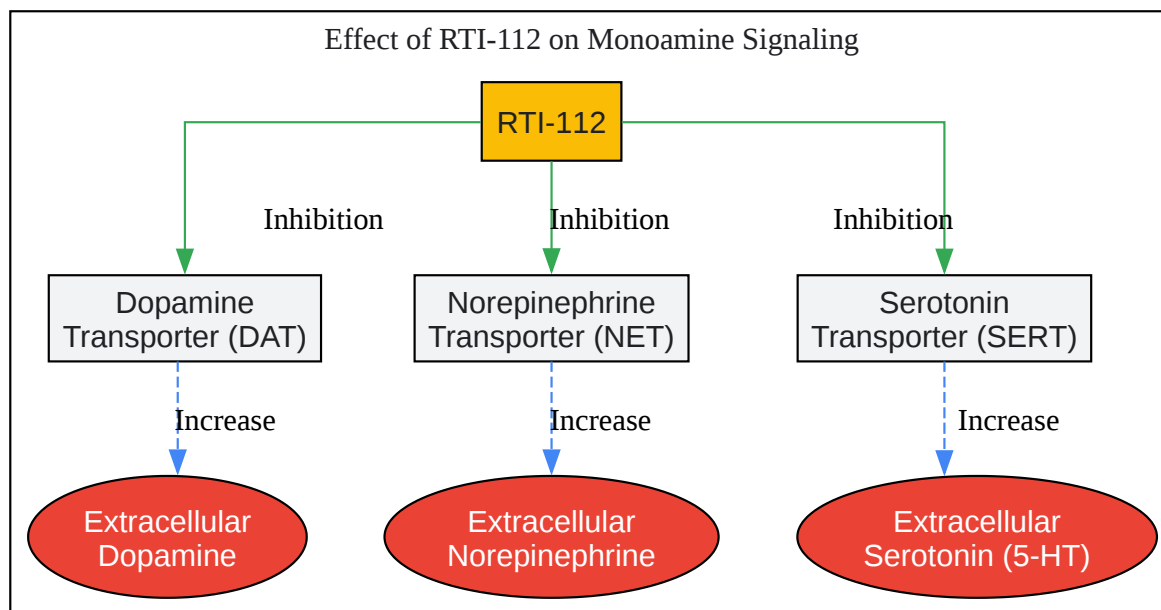 Effect of RTI-112 on Monoamine Signaling
RTI-112
Inhibition
Inhibition
Inhibition
Dopamine
Transporter (DAT)
Norepinephrine
Transporter (NET)
Serotonin
Transporter (SERT)
Increase
Increase
Increase
Extracellular
Dopamine
Extracellular
Norepinephrine
Extracellular
Serotonin (5-HT)